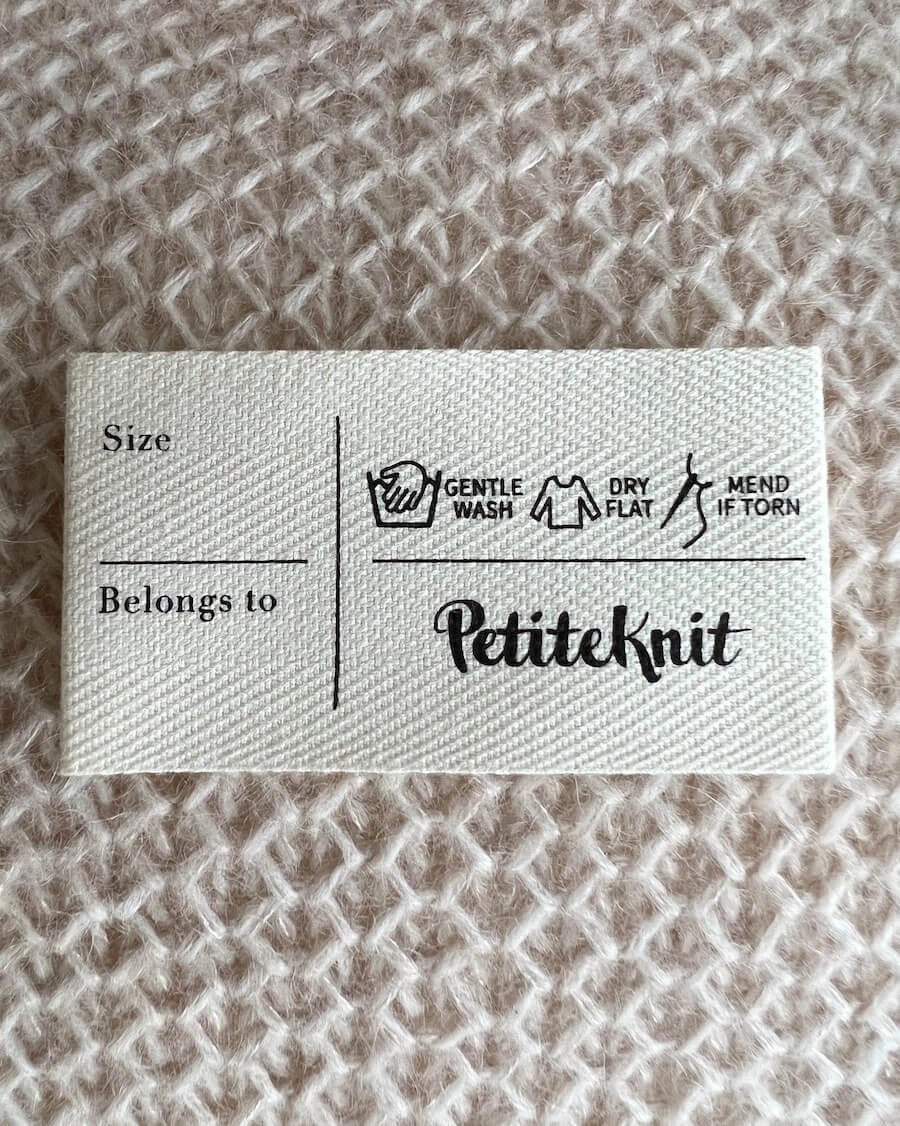 Size
Belongs to
GENTLE
WASH
DRY
FLAT
MEND
IF TORN
PetiteKnit